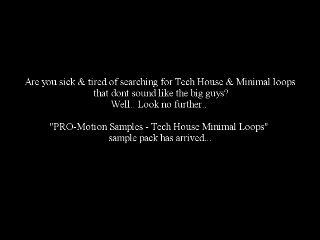 Are you sick & tired of searching for Tech House & Minimal loops
that dont sound like the big guys?
Well.. Look no further..
"PRO-Motion Samples - Tech House Minimal Loops"
sample pack has arrived...